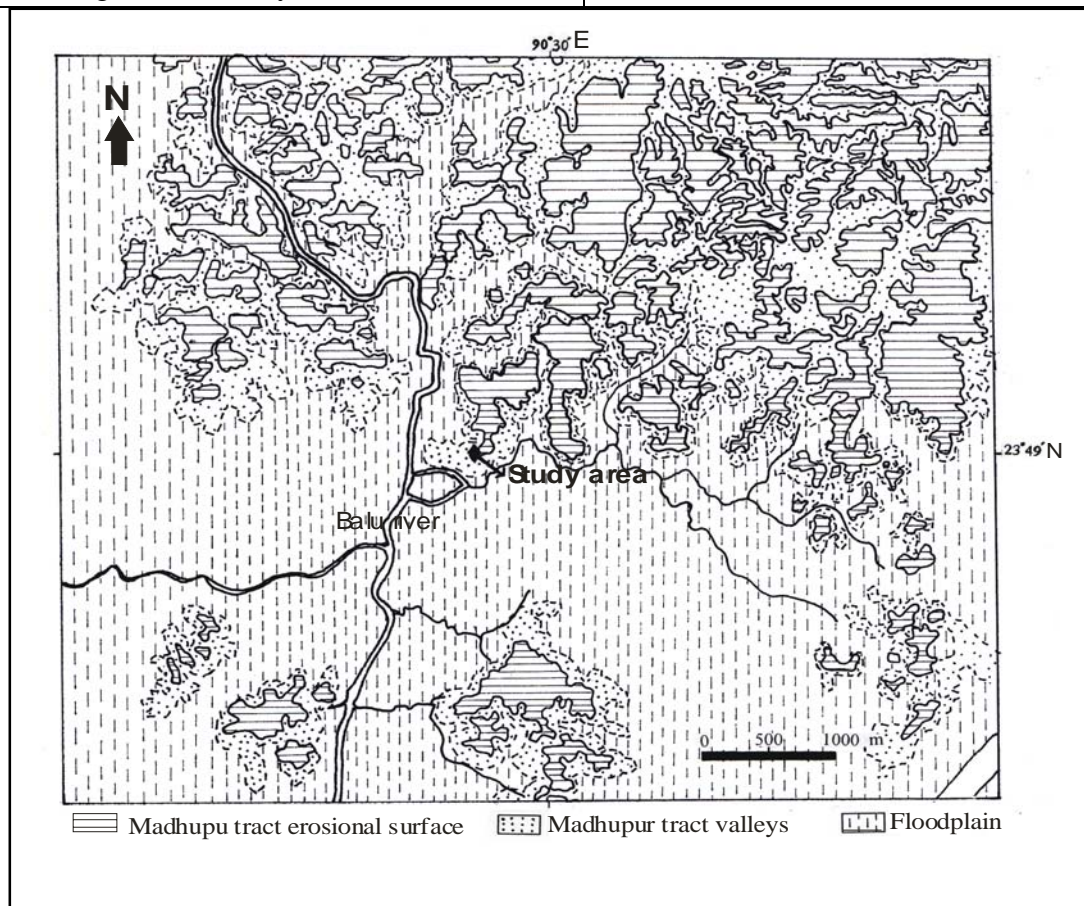 90°30' E
N
23°49' N
Study area
Balu river
0 500 1000 m
Madhupu tract erosional surface Madhupur tract valleys Floodplain